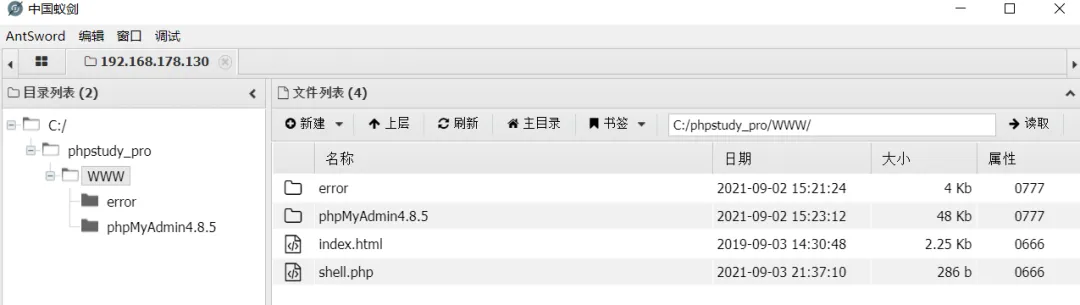 中国蚁剑
AntSword 编辑 窗口 调试
192.168.178.130
目录列表 (2)
C:/
phpstudy_pro
WWW
error
phpMyAdmin4.8.5
文件列表 (4)
新建 上层 刷新 主目录 书签 C:/phpstudy_pro/WWW/ 读取
名称 日期 大小 属性
error 2021-09-02 15:21:24 4 Kb 0777
phpMyAdmin4.8.5 2021-09-02 15:23:12 48 Kb 0777
index.html 2019-09-03 14:30:48 2.25 Kb 0666
shell.php 2021-09-03 21:37:10 286 b 0666